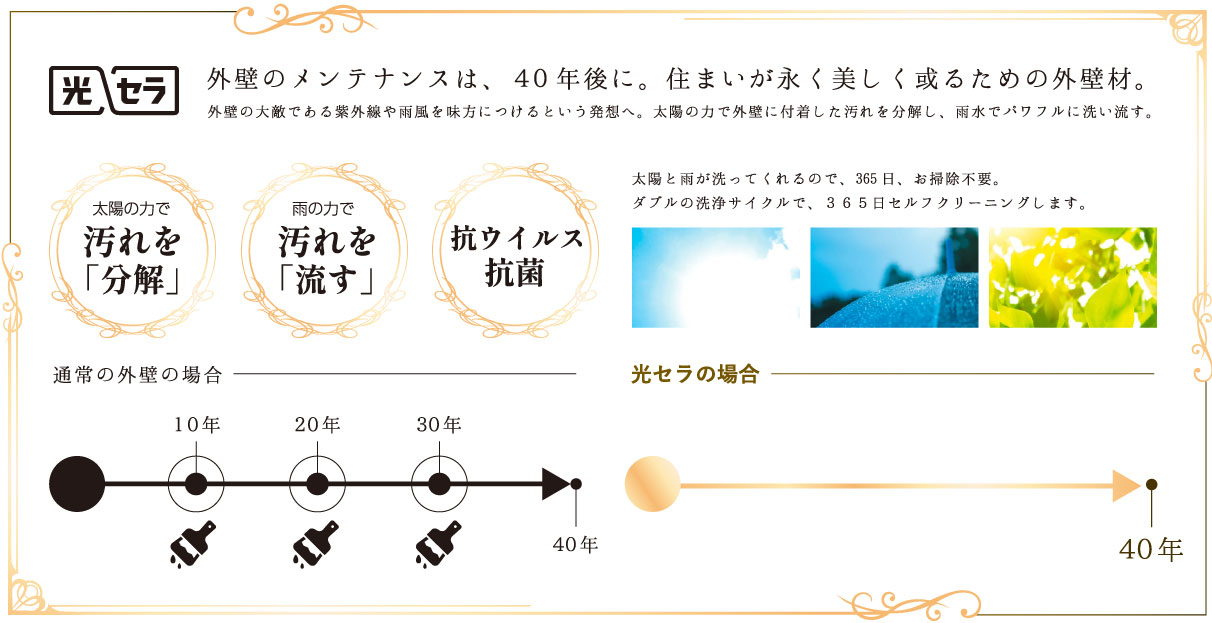 光セラ
外壁のメンテナンスは、40年後に。住まいが永く美しく或るための外壁材。
外壁の大敵である紫外線や雨風を味方につけるという発想へ。太陽の力で外壁に付着した汚れを分解し、雨水でパワフルに洗い流す。
太陽の力で
汚れを
「分解」
雨の力で
汚れを
「流す」
抗ウイルス
抗菌
太陽と雨が洗ってくれるので、365日、お掃除不要。
ダブルの洗浄サイクルで、365日セルフクリーニングします。
通常の外壁の場合
10年
20年
30年
40年
光セラの場合
40年